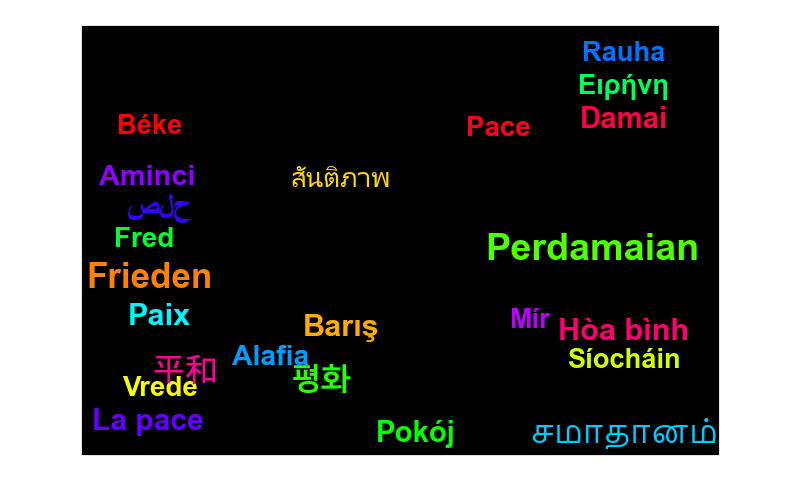 Rauha
Ειρήνη
Damai
Béke
Pace
Aminci
สันติภาพ
حلص
Fred
Perdamaian
Frieden
Paix
Mír
Barış
Hòa bình
Alafia
Síocháin
平和
평화
Vrede
La pace
Pokój
சமாதானம்